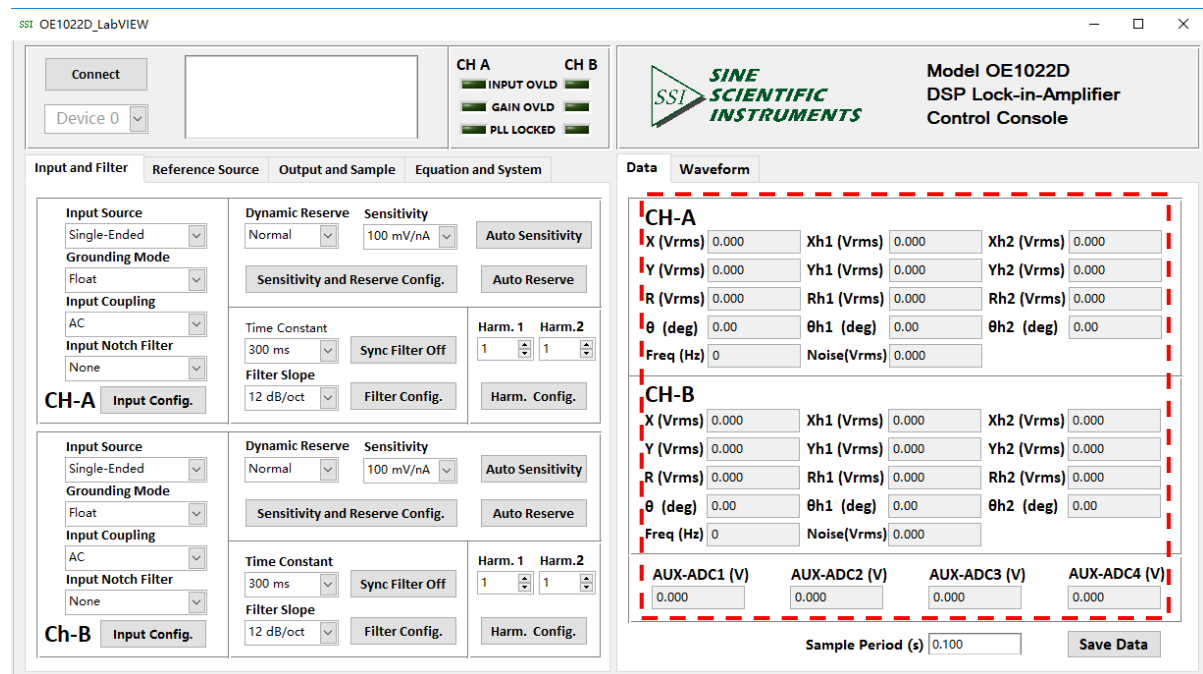 SSI OE1022D_LabVIEW
Connect
Device 0
CH A CH B
INPUT OVLD
GAIN OVLD
PLL LOCKED
SSI
SINE
SCIENTIFIC
INSTRUMENTS
Model OE1022D
DSP Lock-in-Amplifier
Control Console
Input and Filter Reference Source Output and Sample Equation and System
Input Source
Single-Ended
Grounding Mode
Float
Input Coupling
AC
Input Notch Filter
None
CH-A Input Config.
Dynamic Reserve Sensitivity
Normal 100 mV/nA Auto Sensitivity
Sensitivity and Reserve Config. Auto Reserve
Time Constant
300 ms Sync Filter Off
Filter Slope
12 dB/oct Filter Config.
Harm. 1 Harm.2
1 1
Harm. Config.
Input Source
Single-Ended
Grounding Mode
Float
Input Coupling
AC
Input Notch Filter
None
Ch-B Input Config.
Dynamic Reserve Sensitivity
Normal 100 mV/nA Auto Sensitivity
Sensitivity and Reserve Config. Auto Reserve
Time Constant
300 ms Sync Filter Off
Filter Slope
12 dB/oct Filter Config.
Harm. 1 Harm.2
1 1
Harm. Config.
Data Waveform
CH-A
X (Vrms) 0.000 Xh1 (Vrms) 0.000 Xh2 (Vrms) 0.000
Y (Vrms) 0.000 Yh1 (Vrms) 0.000 Yh2 (Vrms) 0.000
R (Vrms) 0.000 Rh1 (Vrms) 0.000 Rh2 (Vrms) 0.000
θ (deg) 0.00 θh1 (deg) 0.00 θh2 (deg) 0.00
Freq (Hz) 0 Noise(Vrms) 0.000
CH-B
X (Vrms) 0.000 Xh1 (Vrms) 0.000 Xh2 (Vrms) 0.000
Y (Vrms) 0.000 Yh1 (Vrms) 0.000 Yh2 (Vrms) 0.000
R (Vrms) 0.000 Rh1 (Vrms) 0.000 Rh2 (Vrms) 0.000
θ (deg) 0.00 θh1 (deg) 0.00 θh2 (deg) 0.00
Freq (Hz) 0 Noise(Vrms) 0.000
AUX-ADC1 (V) AUX-ADC2 (V) AUX-ADC3 (V) AUX-ADC4 (V)
0.000 0.000 0.000 0.000
Sample Period (s) 0.100 Save Data